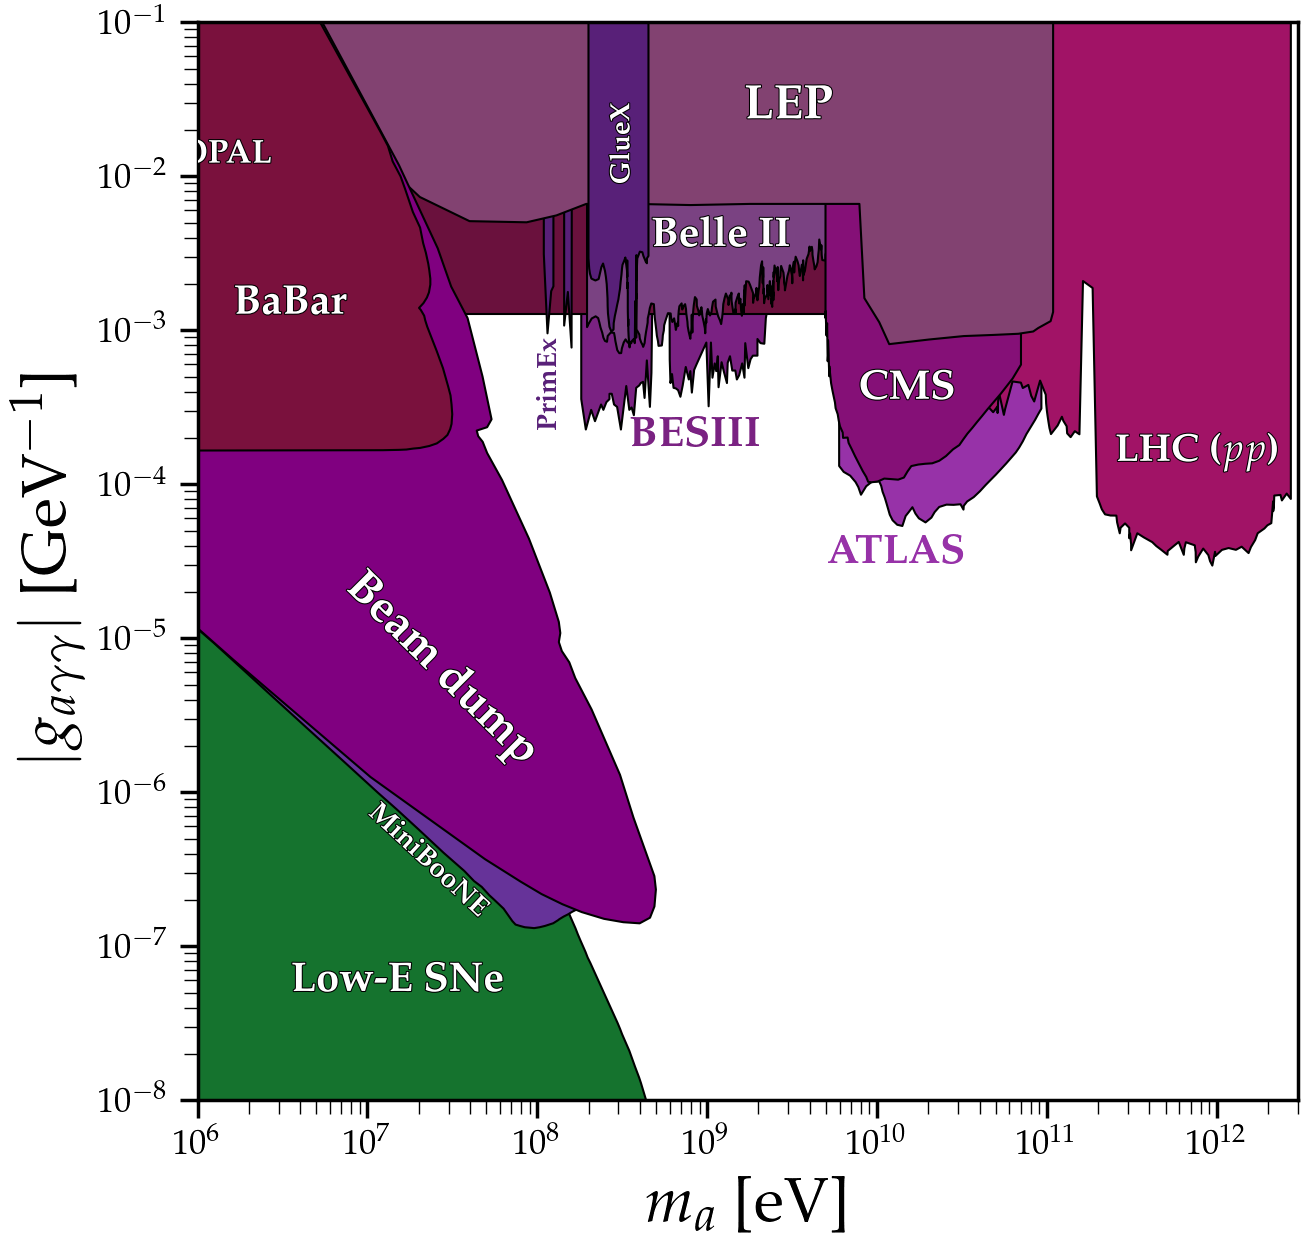 10⁻¹
10⁻²
10⁻³
10⁻⁴
10⁻⁵
10⁻⁶
10⁻⁷
10⁻⁸
|gₐᵧᵧ| [GeV⁻¹]
LEP
GlueX
OPAL
Belle II
BaBar
PrimEx
CMS
BESIII
LHC (pp)
ATLAS
Beam dump
MiniBooNE
Low-E SNe
10⁶ 10⁷ 10⁸ 10⁹ 10¹⁰ 10¹¹ 10¹²
mₐ [eV]